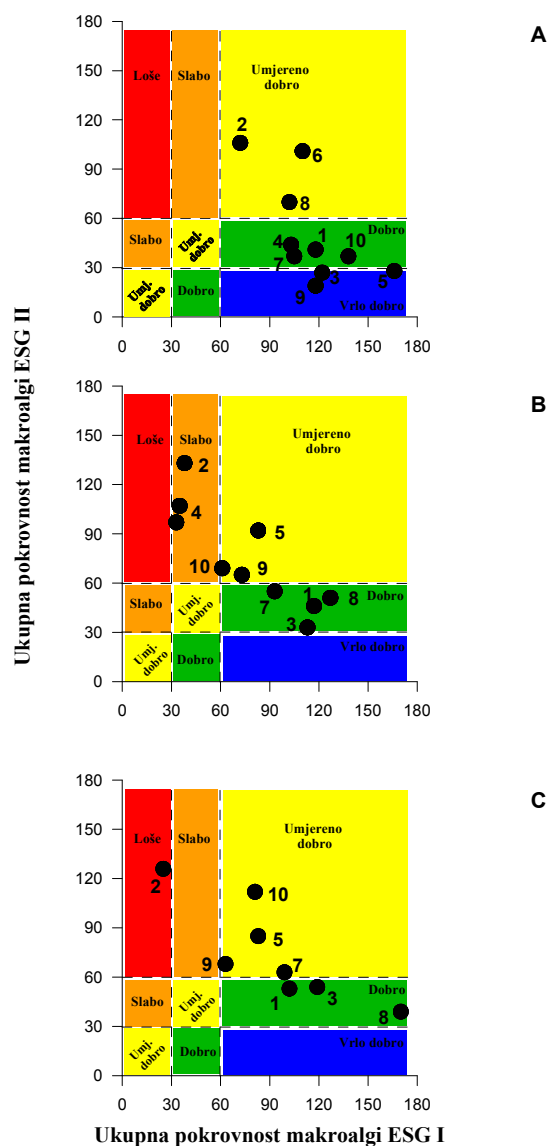 A
180
150
120
90
60
30
0
Loše
Slabo
Umjereno
dobro
2
6
8
Slabo
Umj.
dobro
4
1
Dobro
10
7
3
5
9
Umj.
dobro
Dobro
Vrlo dobro
0 30 60 90 120 150 180
Ukupna pokrovnost makroalgi ESG II
B
180
150
120
90
60
30
0
Loše
Slabo
Umjereno
dobro
2
4
5
10
9
Slabo
Umj.
dobro
7
1
8
Dobro
3
Umj.
dobro
Dobro
Vrlo dobro
0 30 60 90 120 150 180
C
180
150
120
90
60
30
0
Loše
Slabo
Umjereno
dobro
2
10
5
9
7
Slabo
Umj.
dobro
1
3
Dobro
8
Umj.
dobro
Dobro
Vrlo dobro
0 30 60 90 120 150 180
Ukupna pokrovnost makroalgi ESG I